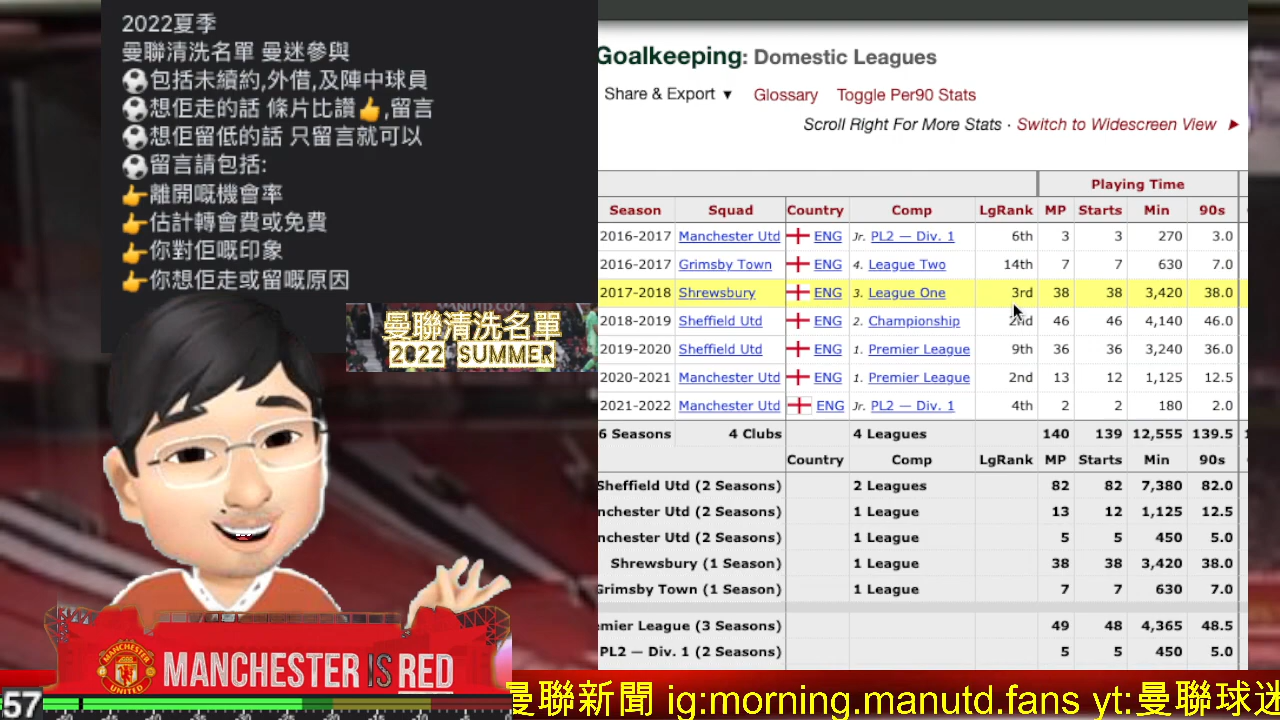 2022夏季
曼聯清洗名單 曼迷參與
⚽包括未續約,外借,及陣中球員
⚽想佢走的話 條片比讚👍,留言
⚽想佢留低的話 只留言就可以
⚽留言請包括:
👉離開嘅機會率
👉估計轉會費或免費
👉你對佢嘅印象
👉你想佢走或留嘅原因
曼聯清洗名單
2022 SUMMER
MANCHESTER
UNITED
MANCHESTER IS RED
57
Goalkeeping: Domestic Leagues
Share & Export ▼ Glossary Toggle Per90 Stats
Scroll Right For More Stats · Switch to Widescreen View ►
Playing Time
Season Squad Country Comp LgRank MP Starts Min 90s
2016-2017 Manchester Utd ENG Jr. PL2 — Div. 1 6th 3 3 270 3.0
2016-2017 Grimsby Town ENG 4. League Two 14th 7 7 630 7.0
2017-2018 Shrewsbury ENG 3. League One 3rd 38 38 3,420 38.0
2018-2019 Sheffield Utd ENG 2. Championship 2nd 46 46 4,140 46.0
2019-2020 Sheffield Utd ENG 1. Premier League 9th 36 36 3,240 36.0
2020-2021 Manchester Utd ENG 1. Premier League 2nd 13 12 1,125 12.5
2021-2022 Manchester Utd ENG Jr. PL2 — Div. 1 4th 2 2 180 2.0
6 Seasons 4 Clubs 4 Leagues 140 139 12,555 139.5
Country Comp LgRank MP Starts Min 90s
Sheffield Utd (2 Seasons) 2 Leagues 82 82 7,380 82.0
nchester Utd (2 Seasons) 1 League 13 12 1,125 12.5
nchester Utd (2 Seasons) 1 League 5 5 450 5.0
Shrewsbury (1 Season) 1 League 38 38 3,420 38.0
Grimsby Town (1 Season) 1 League 7 7 630 7.0
emier League (3 Seasons) 49 48 4,365 48.5
PL2 — Div. 1 (2 Seasons) 5 5 450 5.0
曼聯新聞 ig:morning.manutd.fans yt:曼聯球迷